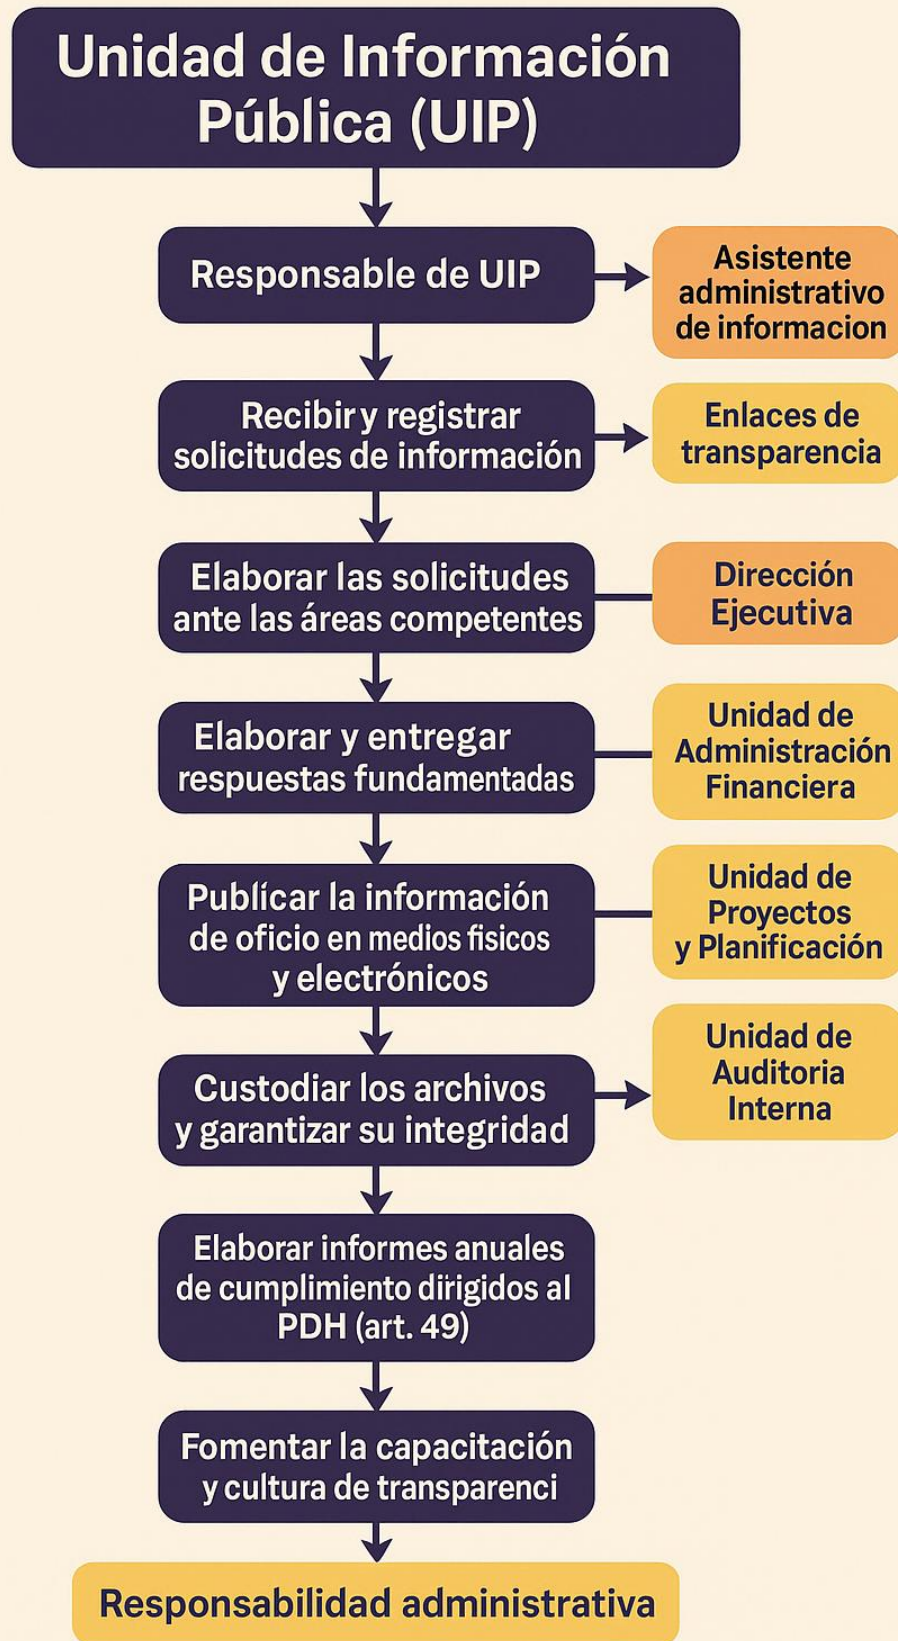 Unidad de Información
Pública (UIP)
Responsable de UIP
Asistente
administrativo
de informacion
Recibir y registrar
solicitudes de información
Enlaces de
transparencia
Elaborar las solicitudes
ante las áreas competentes
Dirección
Ejecutiva
Elaborar y entregar
respuestas fundamentadas
Unidad de
Administración
Financiera
Publícar la información
de oficio en medios fisicos
y electrónicos
Unidad de
Proyectos
y Planificación
Custodiar los archivos
y garantizar su integridad
Unidad de
Auditoria
Interna
Elaborar informes anuales
de cumplimiento dirigidos al
PDH (art. 49)
Fomentar la capacitación
y cultura de transparenci
Responsabilidad administrativa